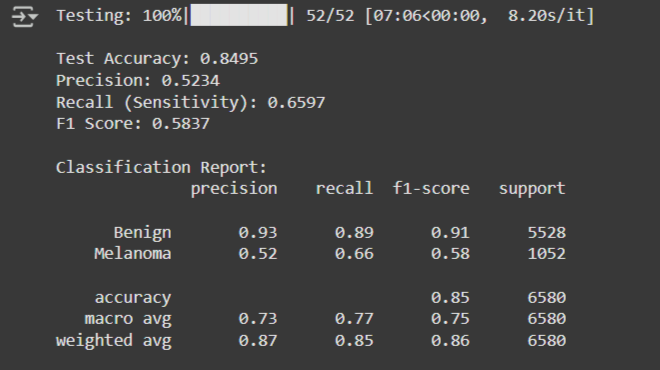 Testing: 100%|██████████| 52/52 [07:06<00:00,  8.20s/it]
Test Accuracy: 0.8495
Precision: 0.5234
Recall (Sensitivity): 0.6597
F1 Score: 0.5837
Classification Report:
precision recall f1-score support
Benign 0.93 0.89 0.91 5528
Melanoma 0.52 0.66 0.58 1052
accuracy 0.85 6580
macro avg 0.73 0.77 0.75 6580
weighted avg 0.87 0.85 0.86 6580